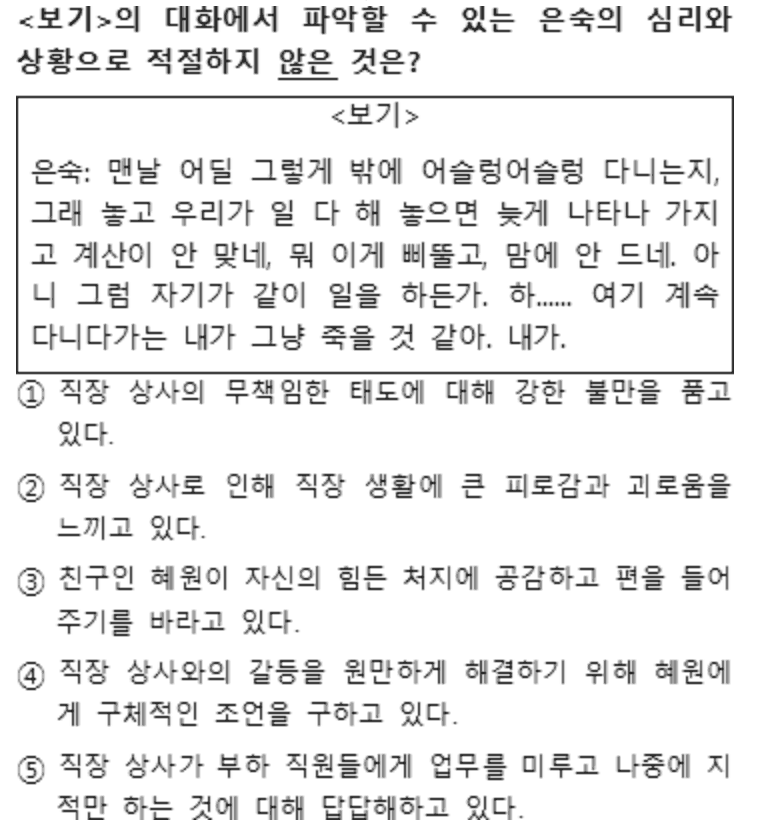 <보기>의 대화에서 파악할 수 있는 은숙의 심리와
상황으로 적절하지 않은 것은?
<보기>
은숙: 맨날 어딜 그렇게 밖에 어슬렁어슬렁 다니는지,
그래 놓고 우리가 일 다 해 놓으면 늦게 나타나 가지
고 계산이 안 맞네, 뭐 이게 삐뚤고, 맘에 안 드네. 아
니 그럼 자기가 같이 일을 하든가. 하...... 여기 계속
다니다가는 내가 그냥 죽을 것 같아. 내가.
① 직장 상사의 무책임한 태도에 대해 강한 불만을 품고
있다.
② 직장 상사로 인해 직장 생활에 큰 피로감과 괴로움을
느끼고 있다.
③ 친구인 혜원이 자신의 힘든 처지에 공감하고 편을 들어
주기를 바라고 있다.
④ 직장 상사와의 갈등을 원만하게 해결하기 위해 혜원에
게 구체적인 조언을 구하고 있다.
⑤ 직장 상사가 부하 직원들에게 업무를 미루고 나중에 지
적만 하는 것에 대해 답답해하고 있다.